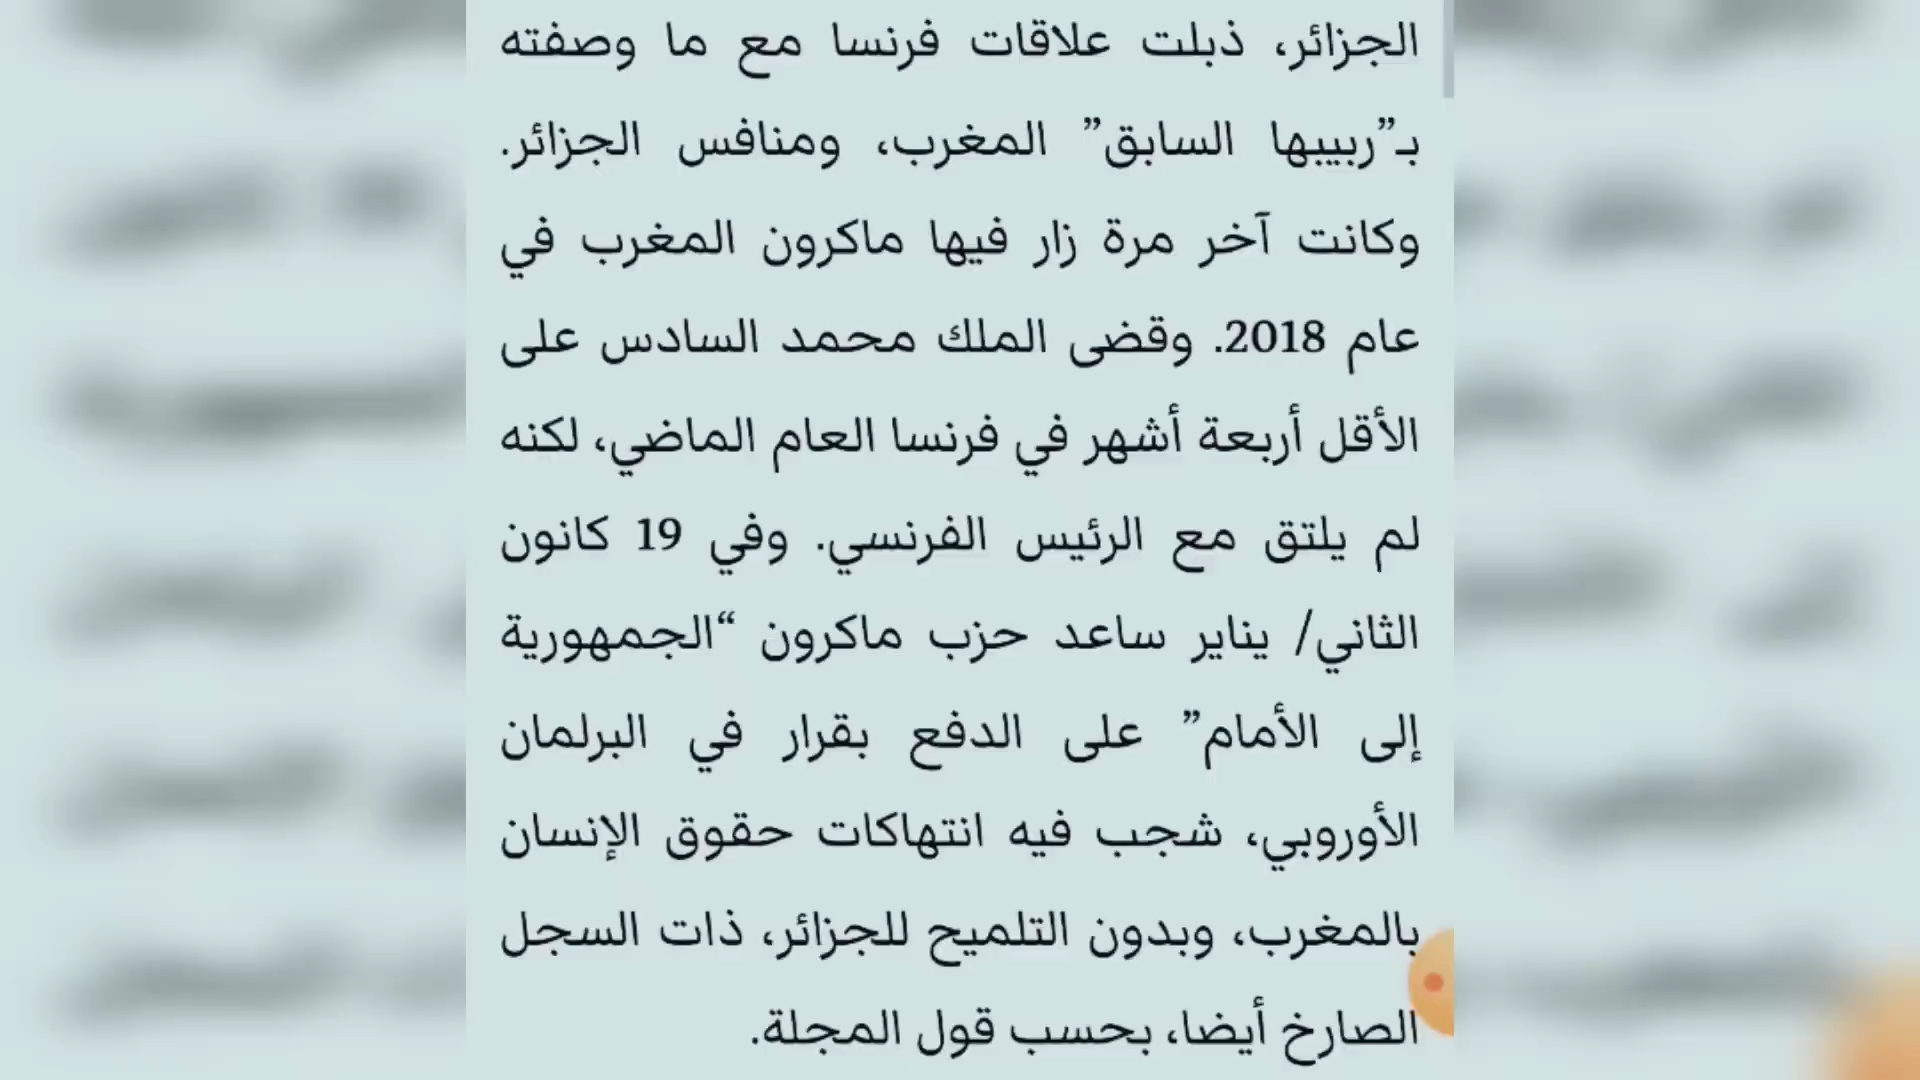 الجزائر، ذبلت علاقات فرنسا مع ما وصفته
بـ”ربيبها السابق” المغرب، ومنافس الجزائر.
وكانت آخر مرة زار فيها ماكرون المغرب في
عام 2018. وقضى الملك محمد السادس على
الأقل أربعة أشهر في فرنسا العام الماضي، لكنه
لم يلتق مع الرئيس الفرنسي. وفي 19 كانون
الثاني/ يناير ساعد حزب ماكرون “الجمهورية
إلى الأمام” على الدفع بقرار في البرلمان
الأوروبي، شجب فيه انتهاكات حقوق الإنسان
بالمغرب، وبدون التلميح للجزائر، ذات السجل
الصارخ أيضا، بحسب قول المجلة.